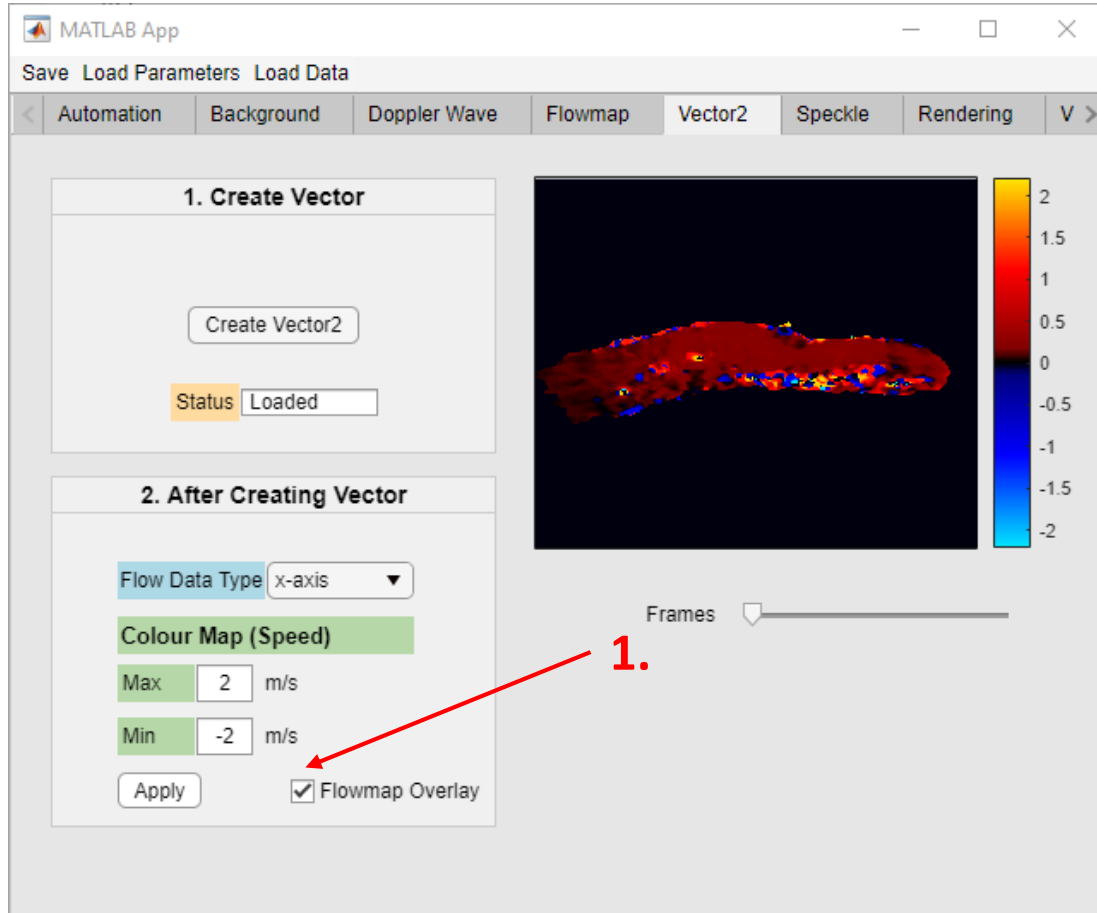 MATLAB App
Save Load Parameters Load Data
Automation Background Doppler Wave Flowmap Vector2 Speckle Rendering V
1. Create Vector
Create Vector2
Status Loaded
2. After Creating Vector
Flow Data Type x-axis
Colour Map (Speed)
Max 2 m/s
Min -2 m/s
Apply Flowmap Overlay
2
1.5
1
0.5
0
-0.5
-1
-1.5
-2
Frames
1.